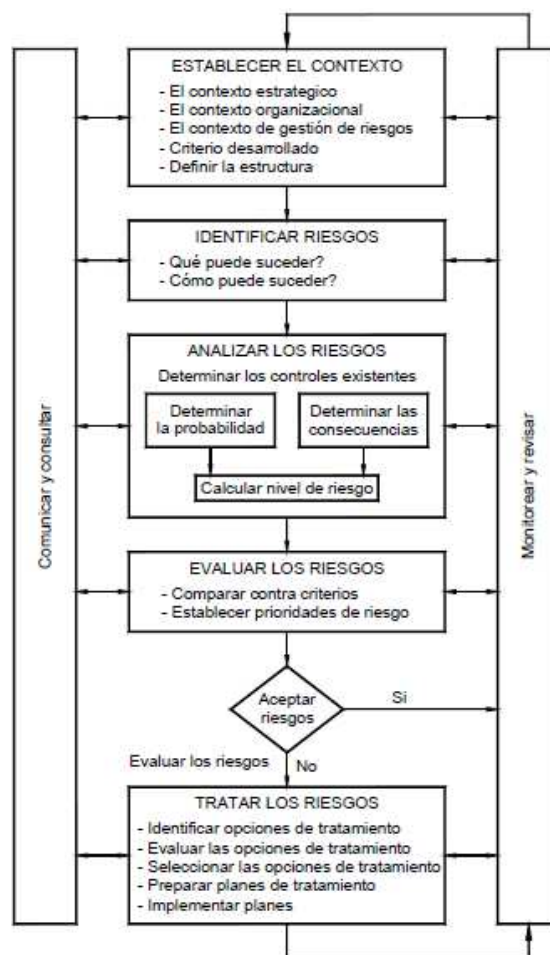 ESTABLECER EL CONTEXTO
- El contexto estrategico
- El contexto organizacional
- El contexto de gestión de riesgos
- Criterio desarrollado
- Definir la estructura
IDENTIFICAR RIESGOS
- Qué puede suceder?
- Cómo puede suceder?
ANALIZAR LOS RIESGOS
Determinar los controles existentes
Determinar
la probabilidad
Determinar las
consecuencias
Calcular nivel de riesgo
EVALUAR LOS RIESGOS
- Comparar contra criterios
- Establecer prioridades de riesgo
Aceptar
riesgos
Si
Evaluar los riesgos
No
TRATAR LOS RIESGOS
- Identificar opciones de tratamiento
- Evaluar las opciones de tratamiento
- Seleccionar las opciones de tratamiento
- Preparar planes de tratamiento
- Implementar planes
Comunicar y consultar
Monitorear y revisar